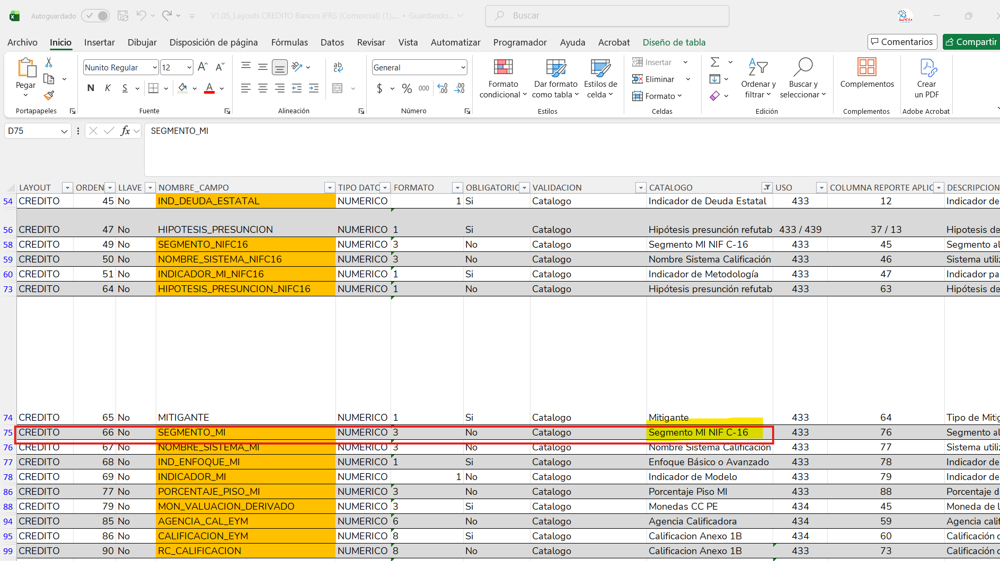 Autoguardado
V1.05_Layouts CREDITO Bancos IFRS (Comercial) (1).... • Guardando...
Buscar
IMPERA
Archivo Inicio Insertar Dibujar Disposición de página Fórmulas Datos Revisar Vista Automatizar Programador Ayuda Acrobat Diseño de tabla Comentarios Compartir
Pegar
Portapapeles
Nunito Regular 12
N K S
Fuente
ab
Alineación
General
$ % 000
Número
Formato condicional
Dar formato como tabla
Estilos de celda
Estilos
Insertar
Eliminar
Formato
Celdas
Ordenar y filtrar
Buscar y seleccionar
Edición
Complementos
Complementos
Crear un PDF
Adobe Acrobat
D75 fx SEGMENTO_MI
LAYOUT ORDEN LLAVE NOMBRE_CAMPO TIPO DATO FORMATO OBLIGATORIO VALIDACION CATALOGO USO COLUMNA REPORTE APLIC DESCRIPCION
54 CREDITO 45 No IND_DEUDA_ESTATAL NUMERICO 1 Si Catalogo Indicador de Deuda Estatal 433 12 Indicador de
56 CREDITO 47 No HIPOTESIS_PRESUNCION NUMERICO 1 Si Catalogo Hipótesis presunción refutab 433 / 439 37 / 13 Hipotesis de
58 CREDITO 49 No SEGMENTO_NIFC16 NUMERICO 3 No Catalogo Segmento MI NIF C-16 433 45 Segmento al
59 CREDITO 50 No NOMBRE_SISTEMA_NIFC16 NUMERICO 3 No Catalogo Nombre Sistema Calificación 433 46 Sistema utiliz
60 CREDITO 51 No INDICADOR_MI_NIFC16 NUMERICO 1 Si Catalogo Indicador de Metodología 433 47 Indicador pa
73 CREDITO 64 No HIPOTESIS_PRESUNCION_NIFC16 NUMERICO 1 No Catalogo Hipótesis presunción refutab 433 63 Hipótesis de
74 CREDITO 65 No MITIGANTE NUMERICO 1 Si Catalogo Mitigante 433 64 Tipo de Mitig
75 CREDITO 66 No SEGMENTO_MI NUMERICO 3 No Catalogo Segmento MI NIF C-16 433 76 Segmento al
76 CREDITO 67 No NOMBRE_SISTEMA_MI NUMERICO 3 No Catalogo Nombre Sistema Calificación 433 77 Sistema utiliz
77 CREDITO 68 No IND_ENFOQUE_MI NUMERICO 1 Si Catalogo Enfoque Básico o Avanzado 433 78 Indicador de
78 CREDITO 69 No INDICADOR_MI NUMERICO 1 No Catalogo Indicador de Modelo 433 79 Indicador de
86 CREDITO 77 No PORCENTAJE_PISO_MI NUMERICO 3 No Catalogo Porcentaje Piso MI 433 88 Porcentaje d
88 CREDITO 79 No MON_VALUACION_DERIVADO NUMERICO 3 Si Catalogo Monedas CC PE 434 45 Moneda de l
94 CREDITO 85 No AGENCIA_CAL_EYM NUMERICO 6 No Catalogo Agencia Calificadora 434 59 Agencia calif
95 CREDITO 86 No CALIFICACION_EYM NUMERICO 8 Si Catalogo Calificacion Anexo 1B 434 60 Calificación c
99 CREDITO 90 No RC_CALIFICACION NUMERICO 8 No Catalogo Calificacion Anexo 1B 433 73 Calificación c